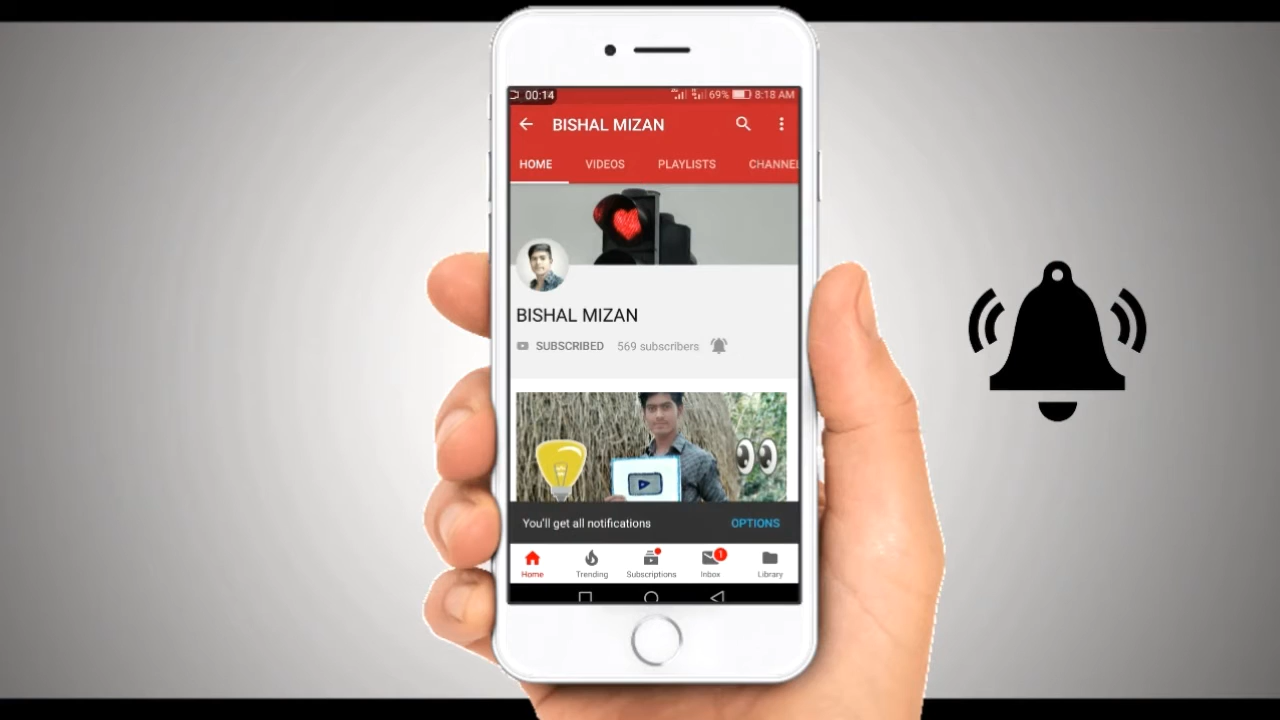 00:14 69% 8:18 AM
BISHAL MIZAN
HOME VIDEOS PLAYLISTS CHANNEL
BISHAL MIZAN
SUBSCRIBED 569 subscribers
You'll get all notifications OPTIONS
1
Home Trending Subscriptions Inbox Library